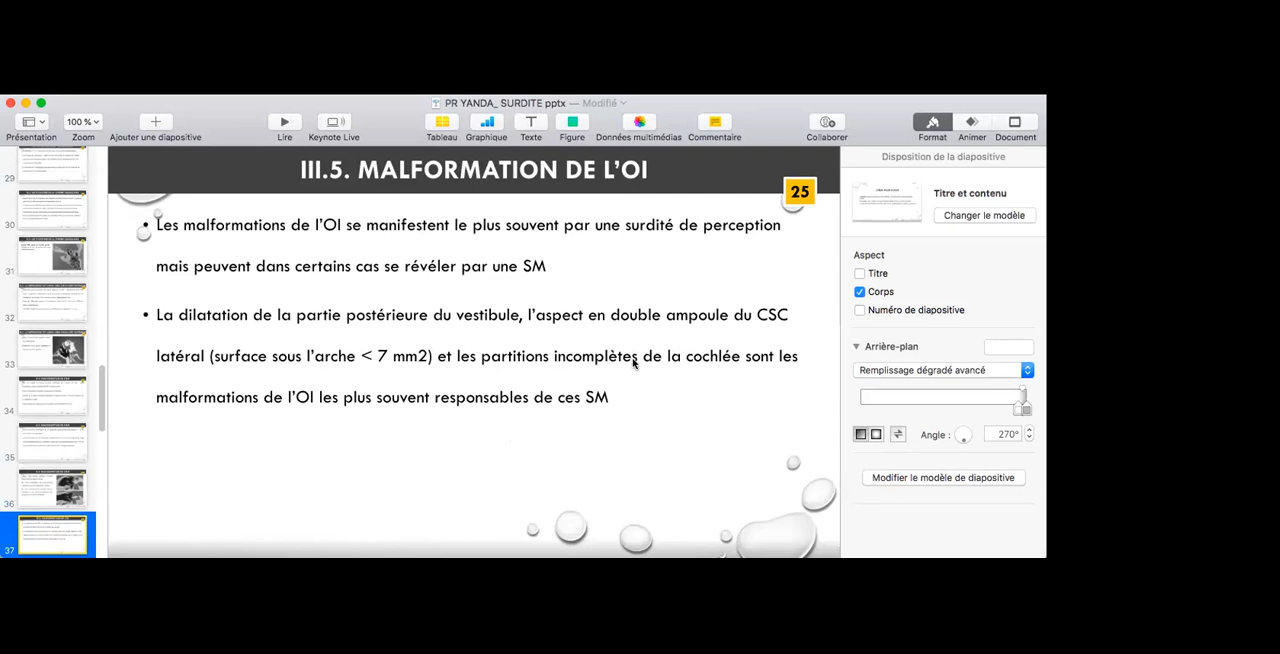 PR YANDA_ SURDITE pptx — Modifié
Présentation
100 %
Zoom
Ajouter une diapositive
Lire
Keynote Live
Tableau
Graphique
Texte
Figure
Données multimédias
Commentaire
Collaborer
Format
Animer
Document
29
30
31
32
33
34
35
36
37
III.5. MALFORMATION DE L’OI
25
• Les malformations de l’OI se manifestent le plus souvent par une surdité de perception
mais peuvent dans certains cas se révéler par une SM
• La dilatation de la partie postérieure du vestibule, l’aspect en double ampoule du CSC
latéral (surface sous l’arche < 7 mm2) et les partitions incomplètes de la cochlée sont les
malformations de l’OI les plus souvent responsables de ces SM
Disposition de la diapositive
Titre et contenu
Changer le modèle
Aspect
Titre
Corps
Numéro de diapositive
Arrière-plan
Remplissage dégradé avancé
Angle :
270°
Modifier le modèle de diapositive